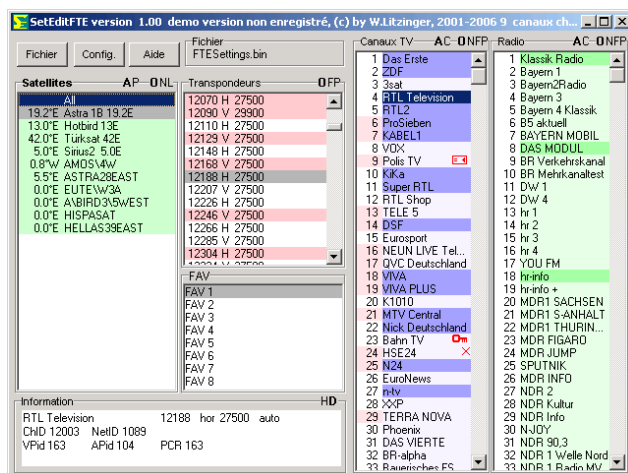 SetEditFTE version 1.00 demo version non enregistré, (c) by W.Litzinger, 2001-2006 9 canaux ch...
Fichier
Config.
Aide
Fichier
FTESettings.bin
Satellites AP ONL
All
19.2°E Astra 1B 19.2E
13.0°E Hotbird 13E
42.0°E Türksat 42E
5.0°E Sirius2 5.0E
0.8°W AMOS\4W
5.5°E ASTRA28EAST
0.0°E EUTE\W3A
0.0°E A\BIRD3\5WEST
0.0°E HISPASAT
0.0°E HELLAS39EAST
Transpondeurs OFP
12070 H 27500
12090 V 29900
12110 H 27500
12129 V 27500
12148 H 27500
12168 V 27500
12188 H 27500
12207 V 27500
12226 H 27500
12246 V 27500
12266 H 27500
12285 V 27500
12304 H 27500
12324 V 27500
FAV
FAV 1
FAV 2
FAV 3
FAV 4
FAV 5
FAV 6
FAV 7
FAV 8
Information HD
RTL Television 12188 hor 27500 auto
ChID 12003 NetID 1089
VPid 163 APid 104 PCR 163
Canaux TV AC ONFP
1 Das Erste
2 ZDF
3 3sat
4 RTL Television
5 RTL2
6 ProSieben
7 KABEL1
8 VOX
9 Polis TV
10 KiKa
11 Super RTL
12 RTL Shop
13 TELE 5
14 DSF
15 Eurosport
16 NEUN LIVE Tel...
17 QVC Deutschland
18 VIVA
19 VIVA PLUS
20 K1010
21 MTV Central
22 Nick Deutschland
23 Bahn TV
24 HSE24
25 N24
26 EuroNews
27 n-tv
28 XXP
29 TERRA NOVA
30 Phoenix
31 DAS VIERTE
32 BR-alpha
33 Bayerisches FS
Radio AC ONFP
1 Klassik Radio
2 Bayern 1
3 Bayern2Radio
4 Bayern 3
5 Bayern 4 Klassik
6 B5 aktuell
7 BAYERN MOBIL
8 DAS MODUL
9 BR Verkehrskanal
10 BR Mehrkanaltest
11 DW 1
12 DW 4
13 hr 1
14 hr 2
15 hr 3
16 hr 4
17 YOU FM
18 hr-info
19 hr-info +
20 MDR1 SACHSEN
21 MDR1 S-ANHALT
22 MDR1 THURIN...
23 MDR FIGARO
24 MDR JUMP
25 SPUTNIK
26 MDR INFO
27 NDR 2
28 NDR Kultur
29 NDR Info
30 N-JOY
31 NDR 90,3
32 NDR 1 Welle Nord
33 NDR 1 Radio MV